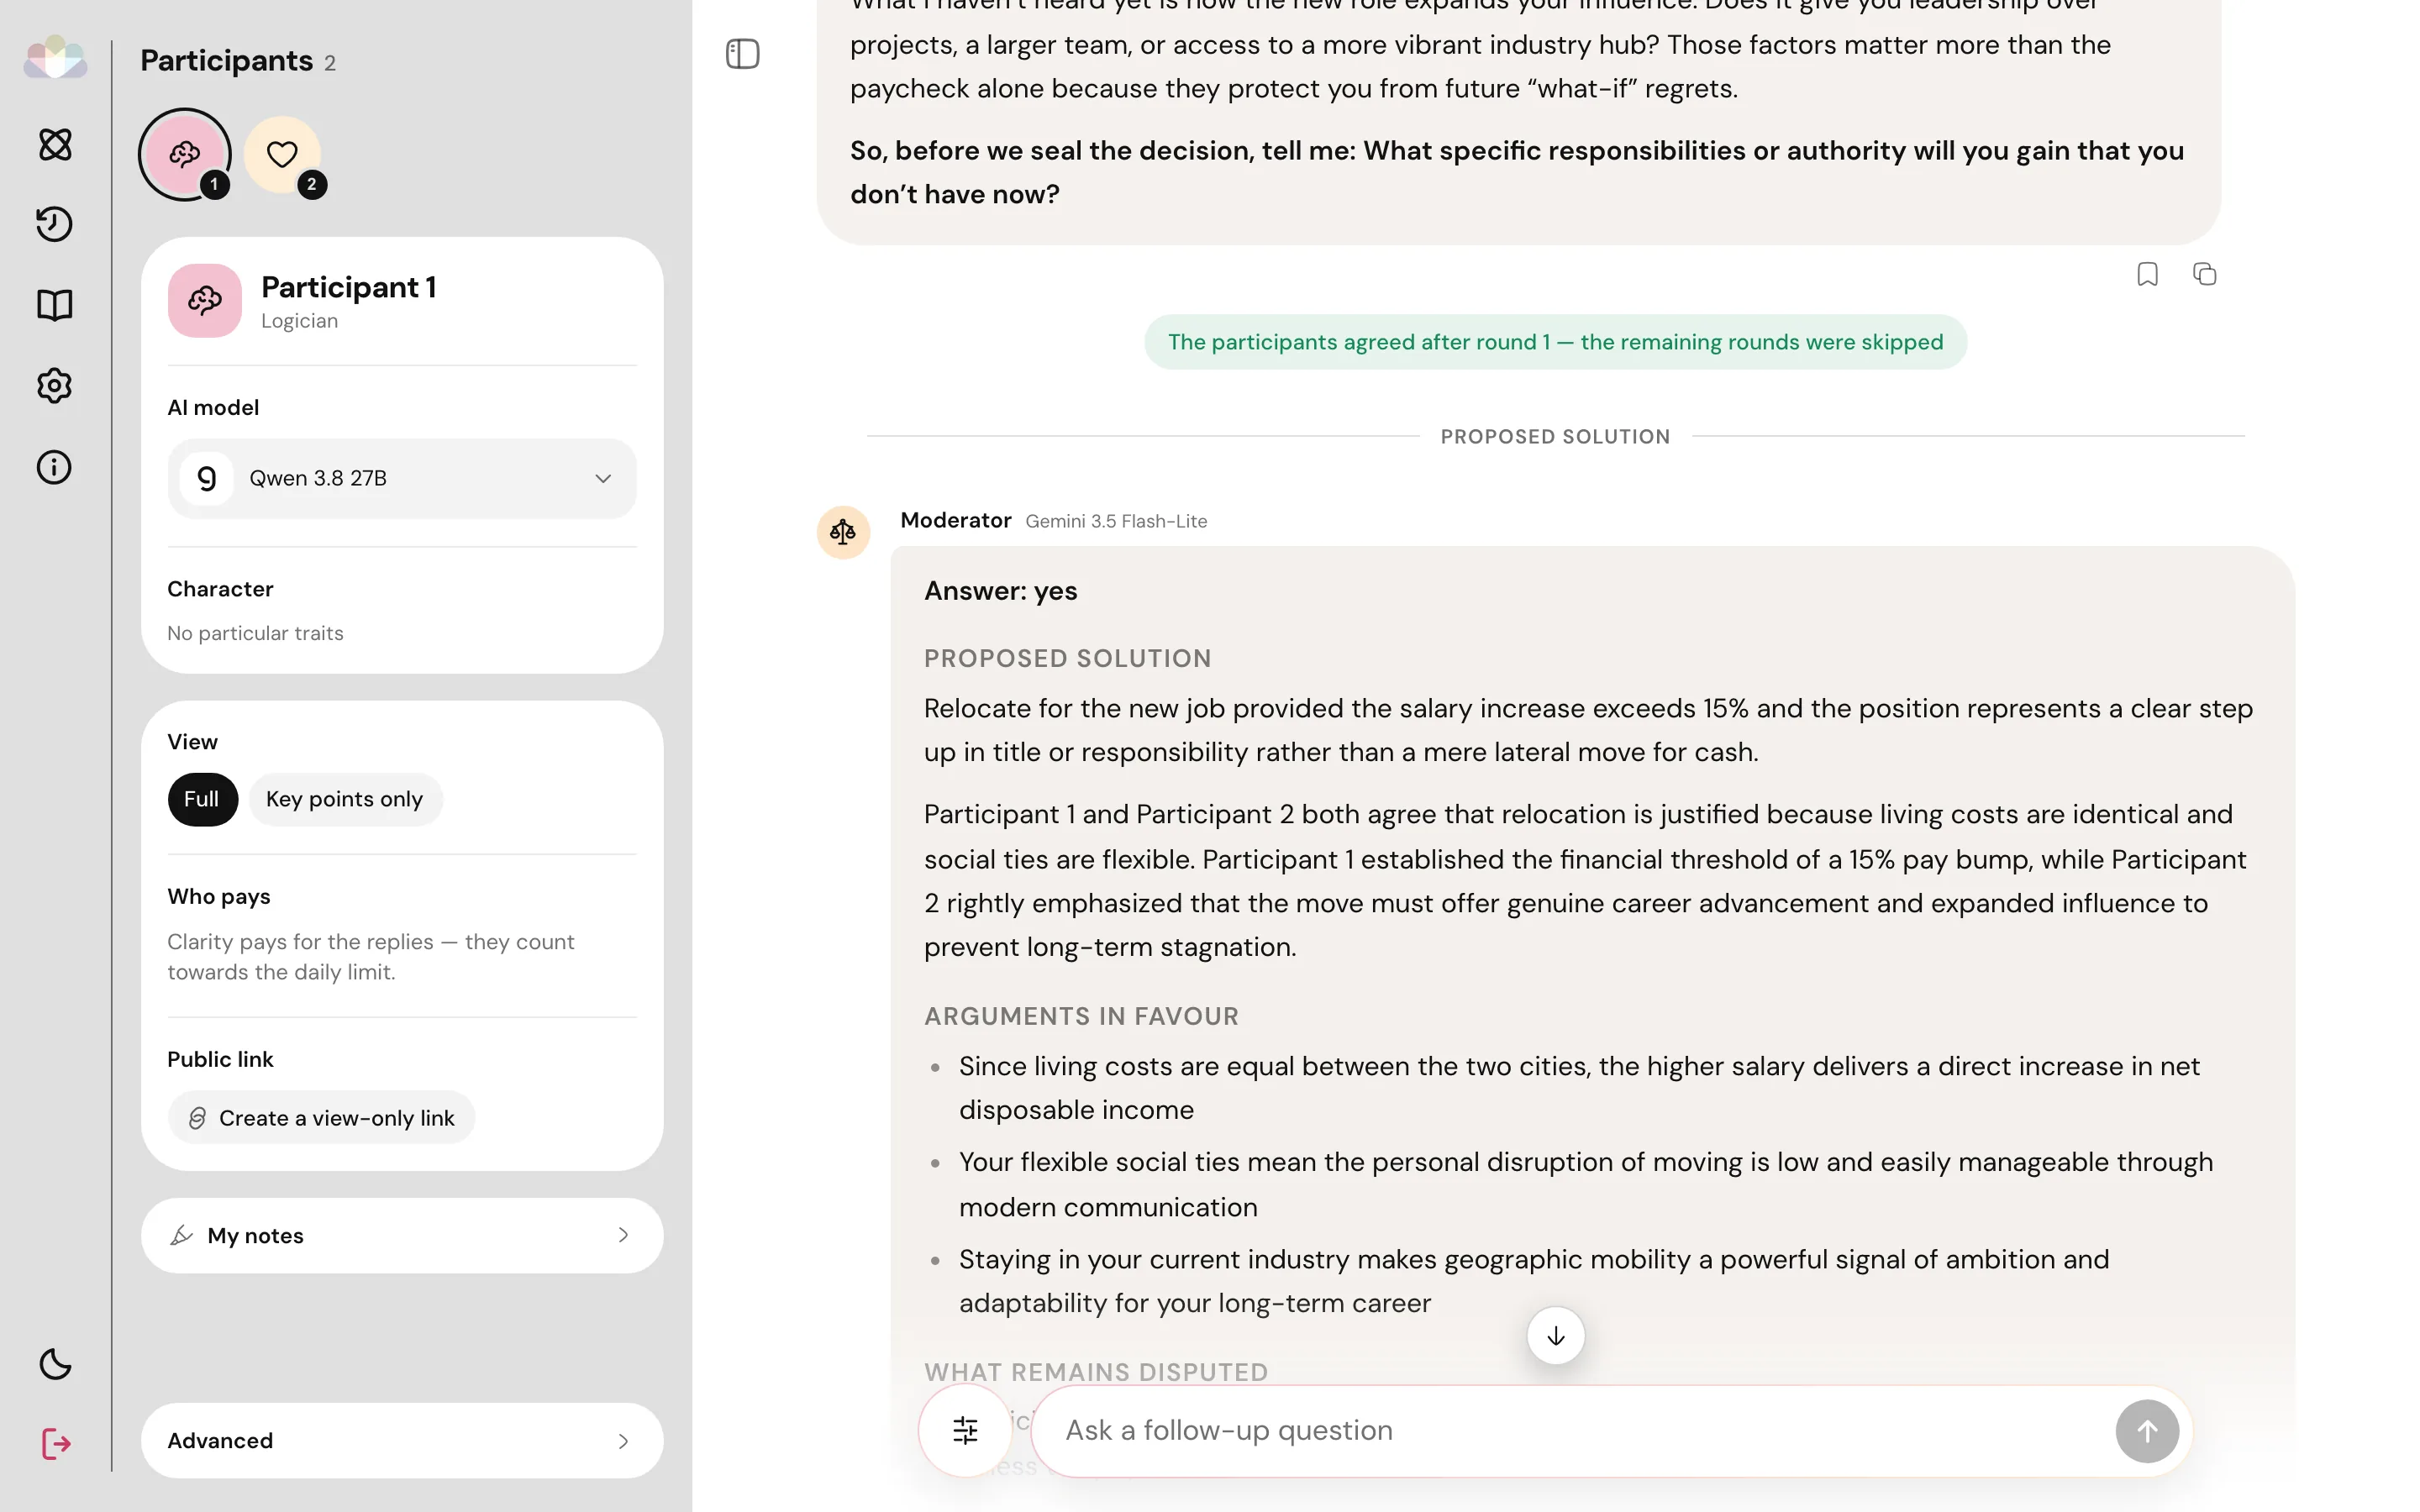 Participants 2
1
2
Participant 1
Logician
AI model
Qwen 3.8 27B
Character
No particular traits
View
Full
Key points only
Who pays
Clarity pays for the replies — they count
towards the daily limit.
Public link
Create a view-only link
My notes
Advanced
What I haven't heard yet is how the new role expands your influence. Does it give you leadership over
projects, a larger team, or access to a more vibrant industry hub? Those factors matter more than the
paycheck alone because they protect you from future “what-if” regrets.
So, before we seal the decision, tell me: What specific responsibilities or authority will you gain that you
don’t have now?
The participants agreed after round 1 — the remaining rounds were skipped
PROPOSED SOLUTION
Moderator Gemini 3.5 Flash-Lite
Answer: yes
PROPOSED SOLUTION
Relocate for the new job provided the salary increase exceeds 15% and the position represents a clear step
up in title or responsibility rather than a mere lateral move for cash.
Participant 1 and Participant 2 both agree that relocation is justified because living costs are identical and
social ties are flexible. Participant 1 established the financial threshold of a 15% pay bump, while Participant
2 rightly emphasized that the move must offer genuine career advancement and expanded influence to
prevent long-term stagnation.
ARGUMENTS IN FAVOUR
Since living costs are equal between the two cities, the higher salary delivers a direct increase in net
disposable income
Your flexible social ties mean the personal disruption of moving is low and easily manageable through
modern communication
Staying in your current industry makes geographic mobility a powerful signal of ambition and
adaptability for your long-term career
WHAT REMAINS DISPUTED
Ask a follow-up question